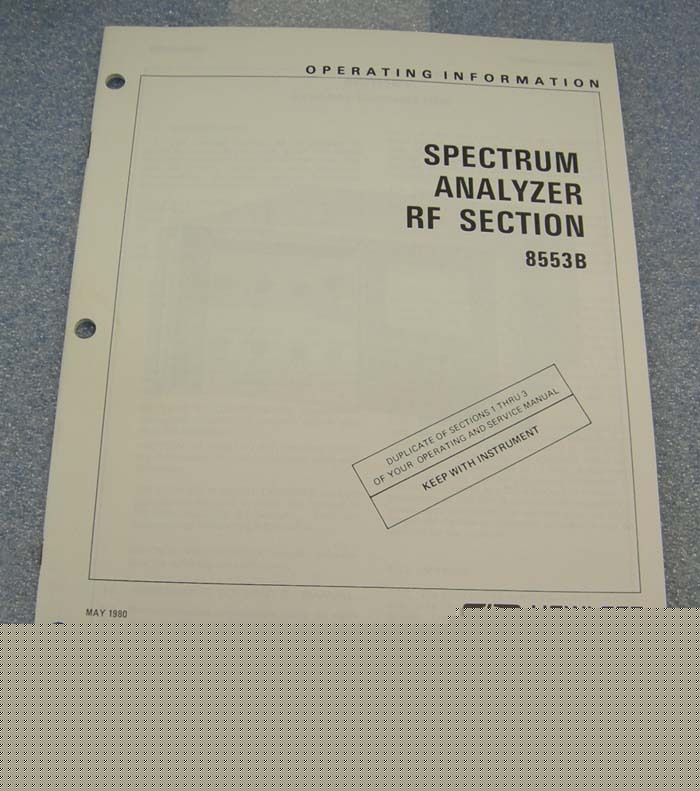 OPERATING INFORMATION
SPECTRUM
ANALYZER
RF SECTION
8553B
DUPLICATE OF SECTIONS 1 THRU 3
OF YOUR OPERATING AND SERVICE MANUAL
KEEP WITH INSTRUMENT
MAY 1980